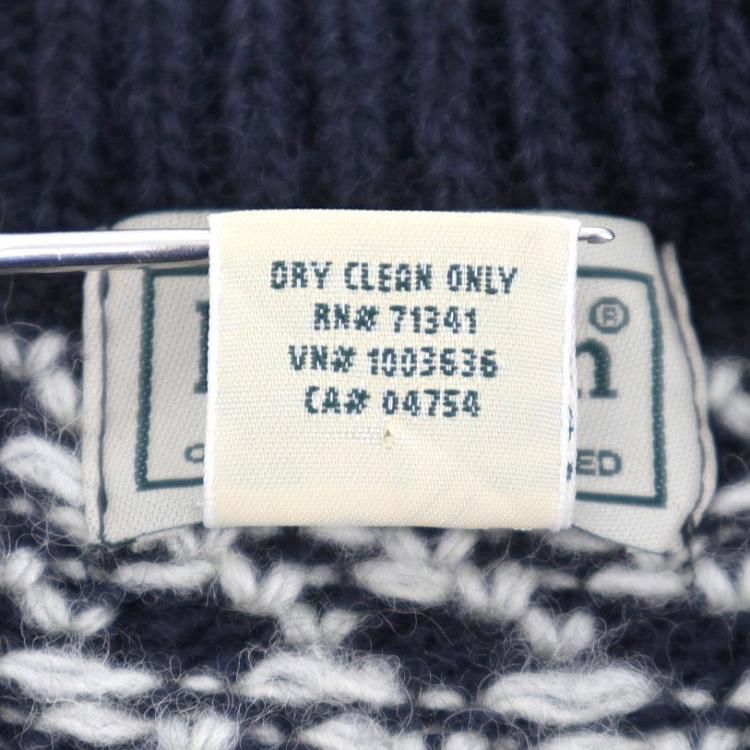 DRY CLEAN ONLY
RN# 71341
VN# 1003636
CA# 04754
®